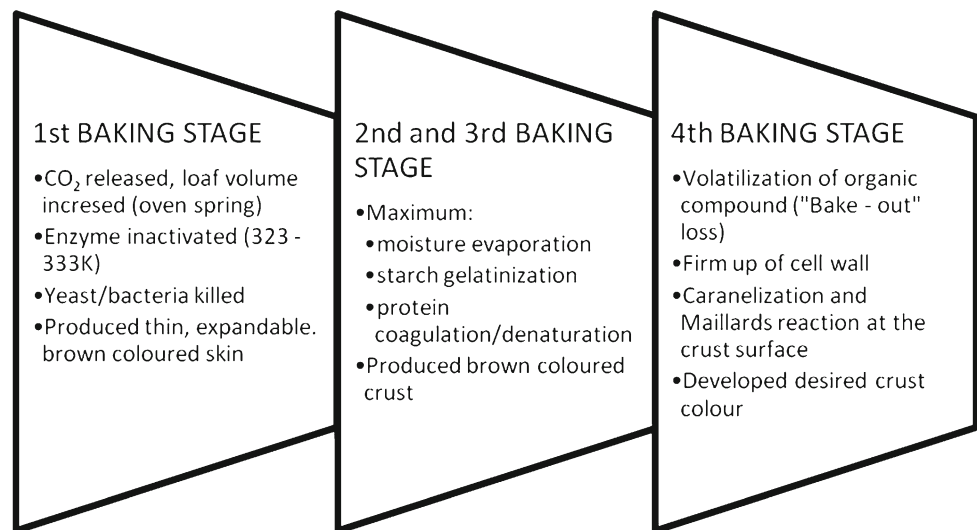 1st BAKING STAGE
•CO₂ released, loaf volume
incresed (oven spring)
•Enzyme inactivated (323 -
333K)
•Yeast/bacteria killed
•Produced thin, expandable.
brown coloured skin
2nd and 3rd BAKING
STAGE
•Maximum:
•moisture evaporation
•starch gelatinization
•protein
coagulation/denaturation
•Produced brown coloured
crust
4th BAKING STAGE
•Volatilization of organic
compound ("Bake - out"
loss)
•Firm up of cell wall
•Caranelization and
Maillards reaction at the
crust surface
•Developed desired crust
colour